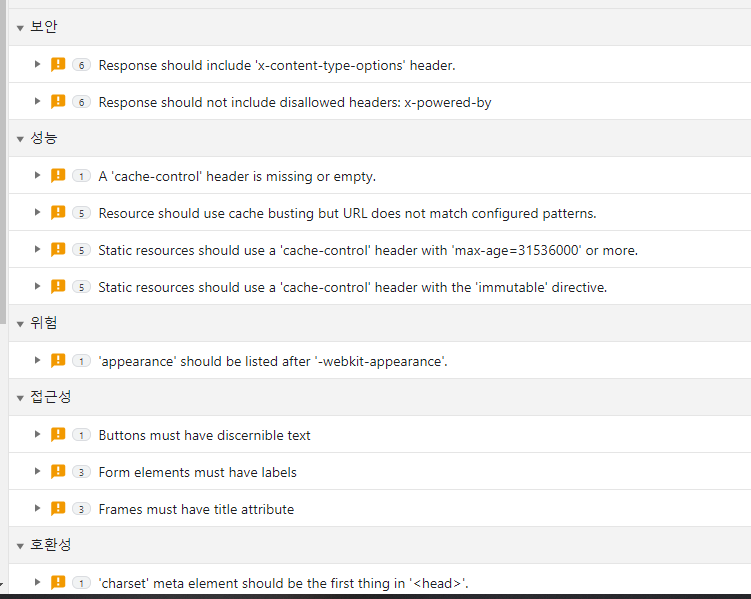 보안
6 Response should include 'x-content-type-options' header.
6 Response should not include disallowed headers: x-powered-by
성능
1 A 'cache-control' header is missing or empty.
5 Resource should use cache busting but URL does not match configured patterns.
5 Static resources should use a 'cache-control' header with 'max-age=31536000' or more.
5 Static resources should use a 'cache-control' header with the 'immutable' directive.
위험
1 'appearance' should be listed after '-webkit-appearance'.
접근성
1 Buttons must have discernible text
3 Form elements must have labels
3 Frames must have title attribute
호환성
1 'charset' meta element should be the first thing in '<head>'.